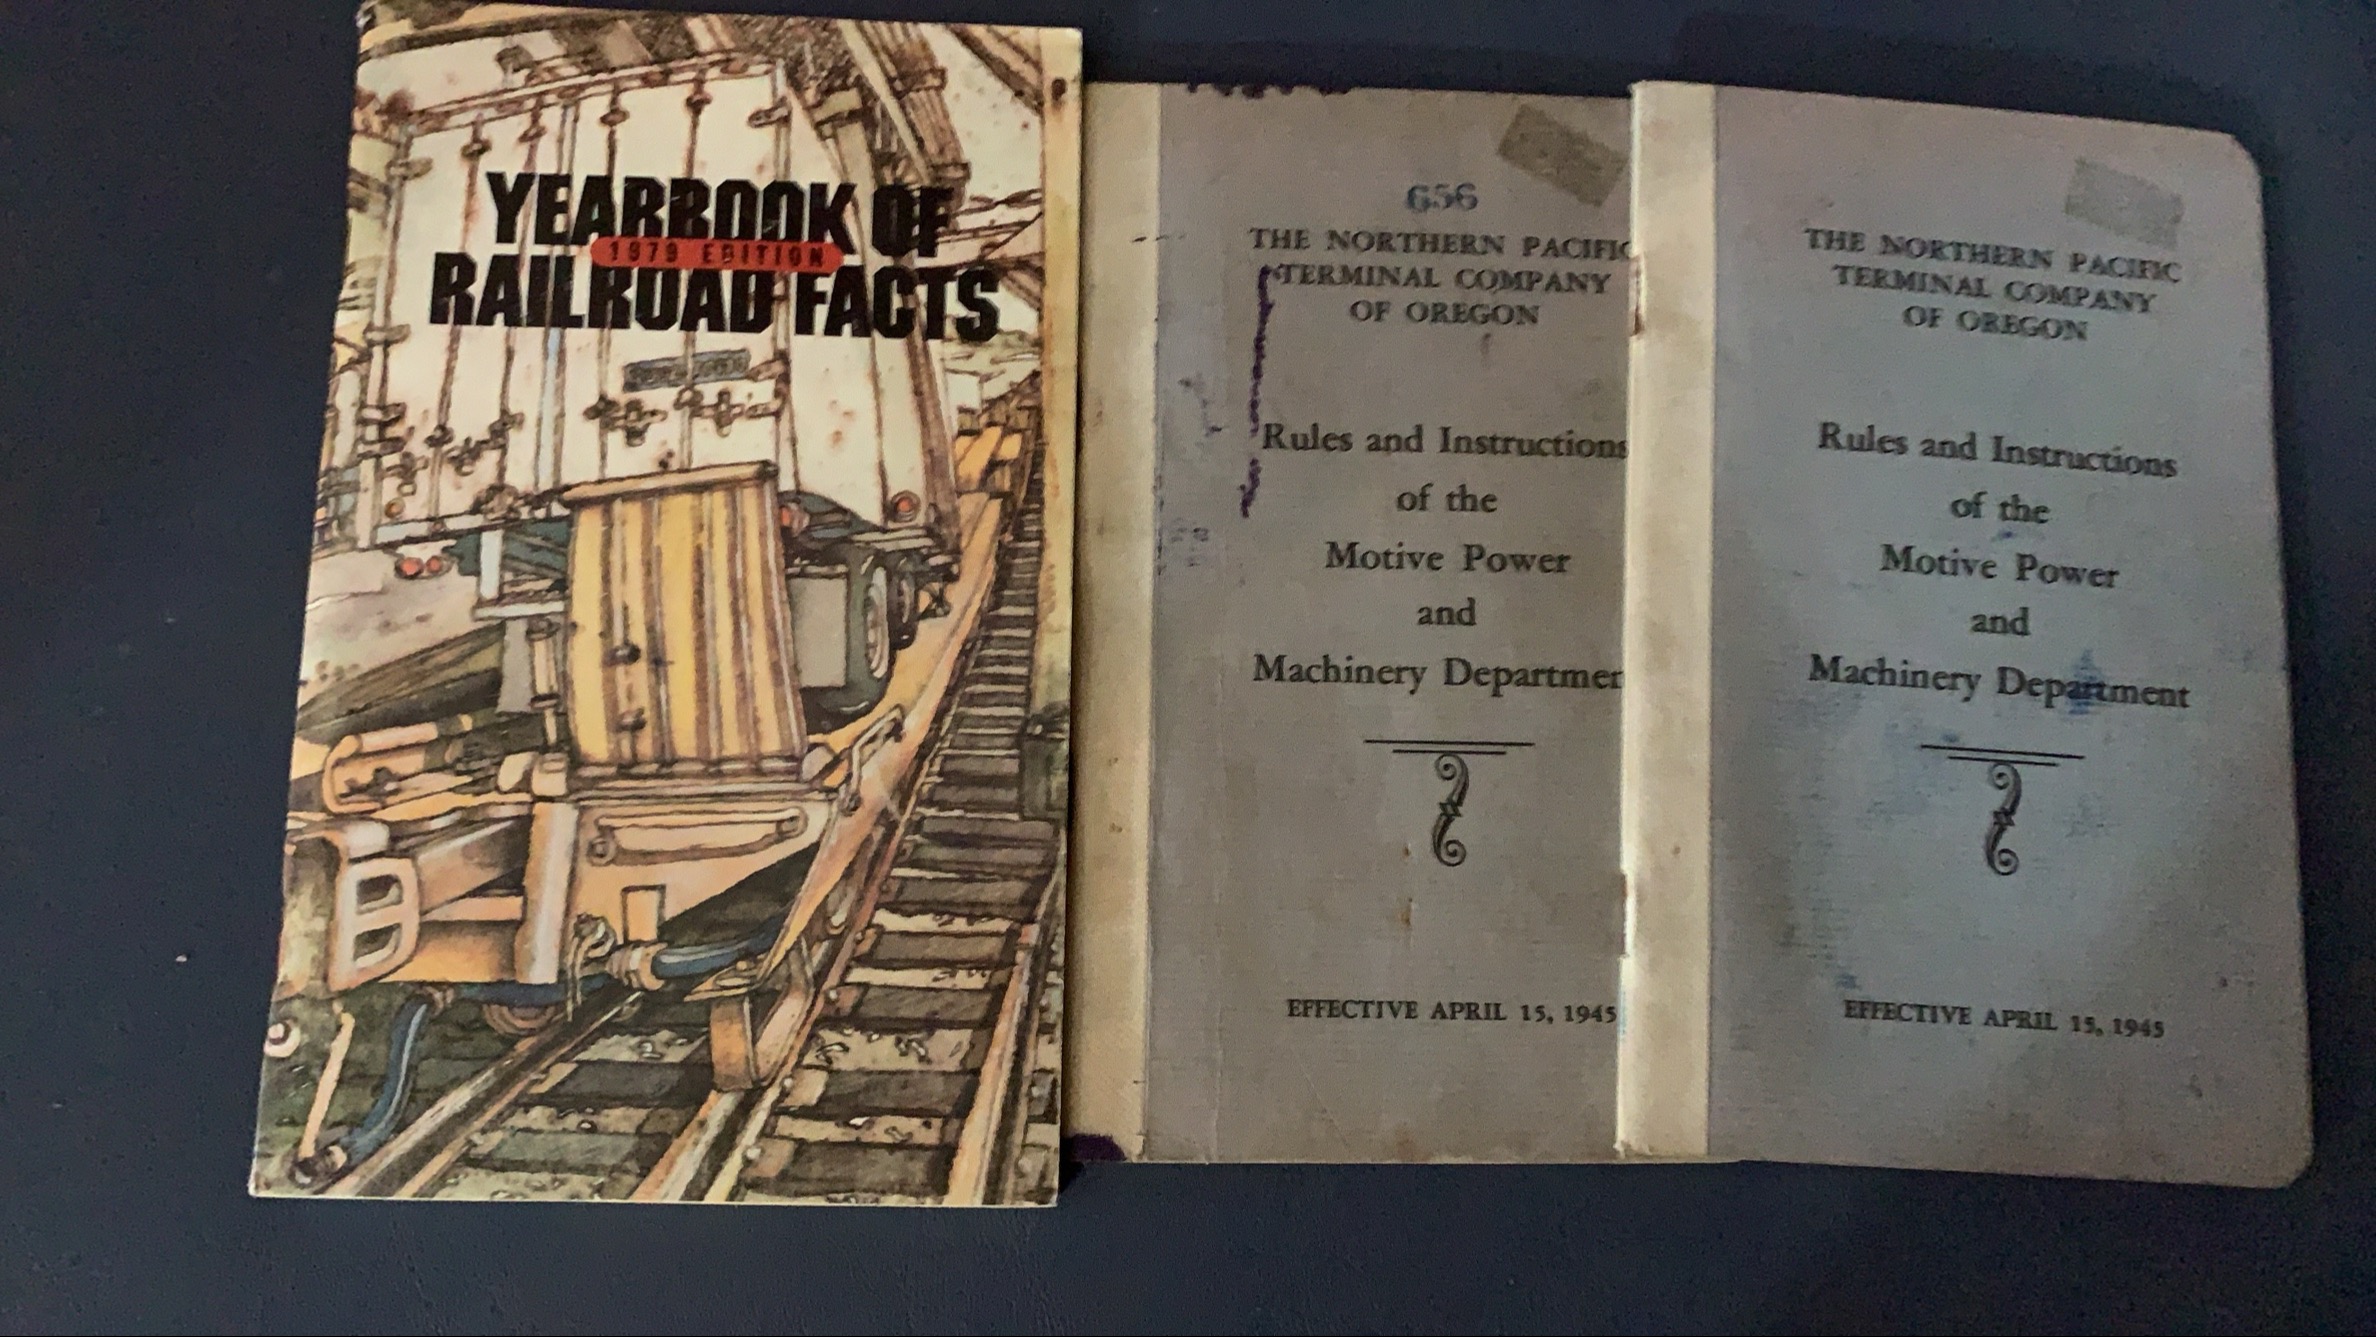 YEARBOOK OF
1979 EDITION
RAILROAD FACTS
656
THE NORTHERN PACIFIC
TERMINAL COMPANY
OF OREGON
Rules and Instructions
of the
Motive Power
and
Machinery Departmen
EFFECTIVE APRIL 15, 1945
THE NORTHERN PACIFIC
TERMINAL COMPANY
OF OREGON
Rules and Instructions
of the
Motive Power
and
Machinery Department
EFFECTIVE APRIL 15, 1945